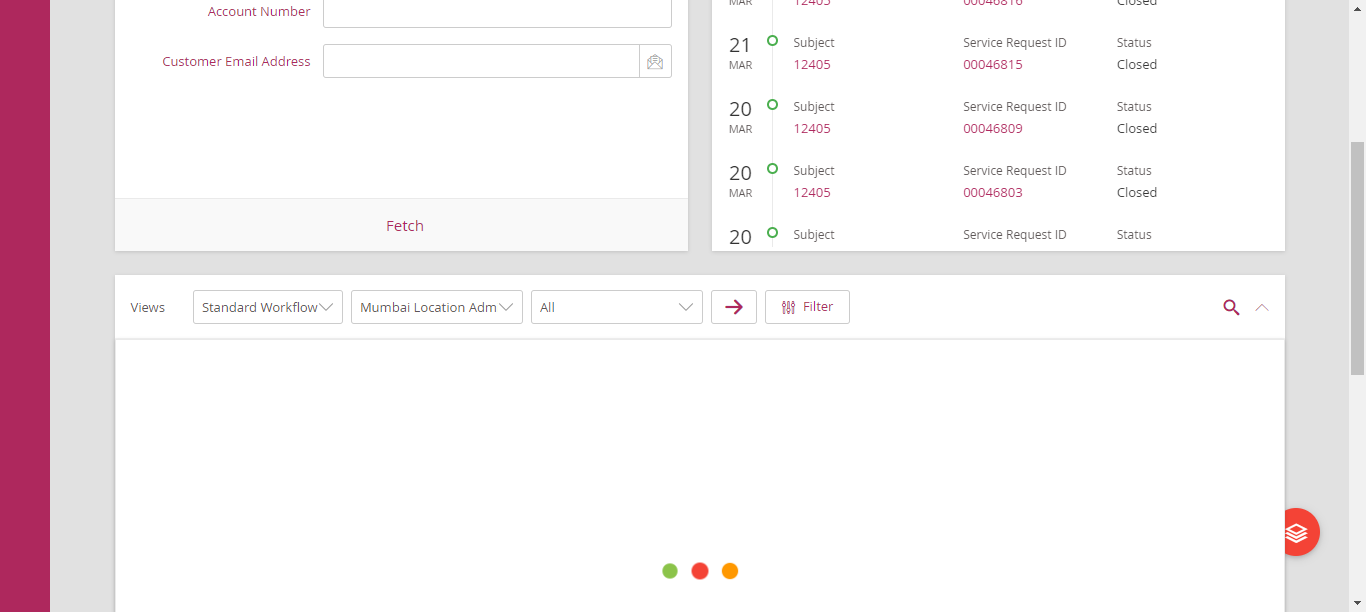 Account Number
Customer Email Address
Fetch
MAR 12405 00046816 Closed
21 Subject Service Request ID Status
MAR 12405 00046815 Closed
20 Subject Service Request ID Status
MAR 12405 00046809 Closed
20 Subject Service Request ID Status
MAR 12405 00046803 Closed
20 Subject Service Request ID Status
Views Standard Workflow Mumbai Location Adm All Filter